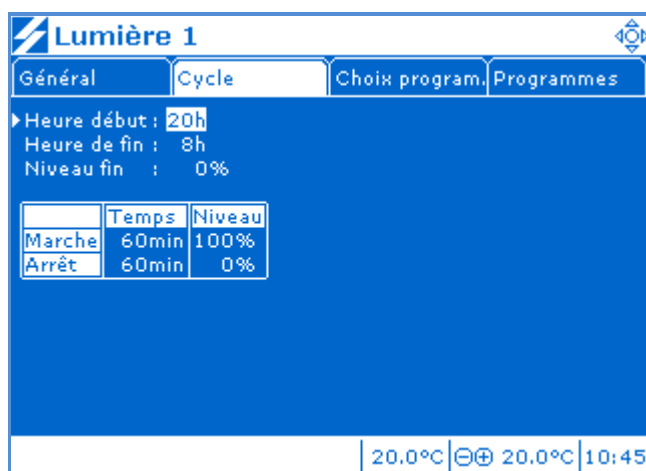 Lumière 1
Général Cycle Choix program. Programmes
Heure début : 20h
Heure de fin : 8h
Niveau fin : 0%
Temps Niveau
Marche 60min 100%
Arrêt 60min 0%
20.0°C 20.0°C 10:45